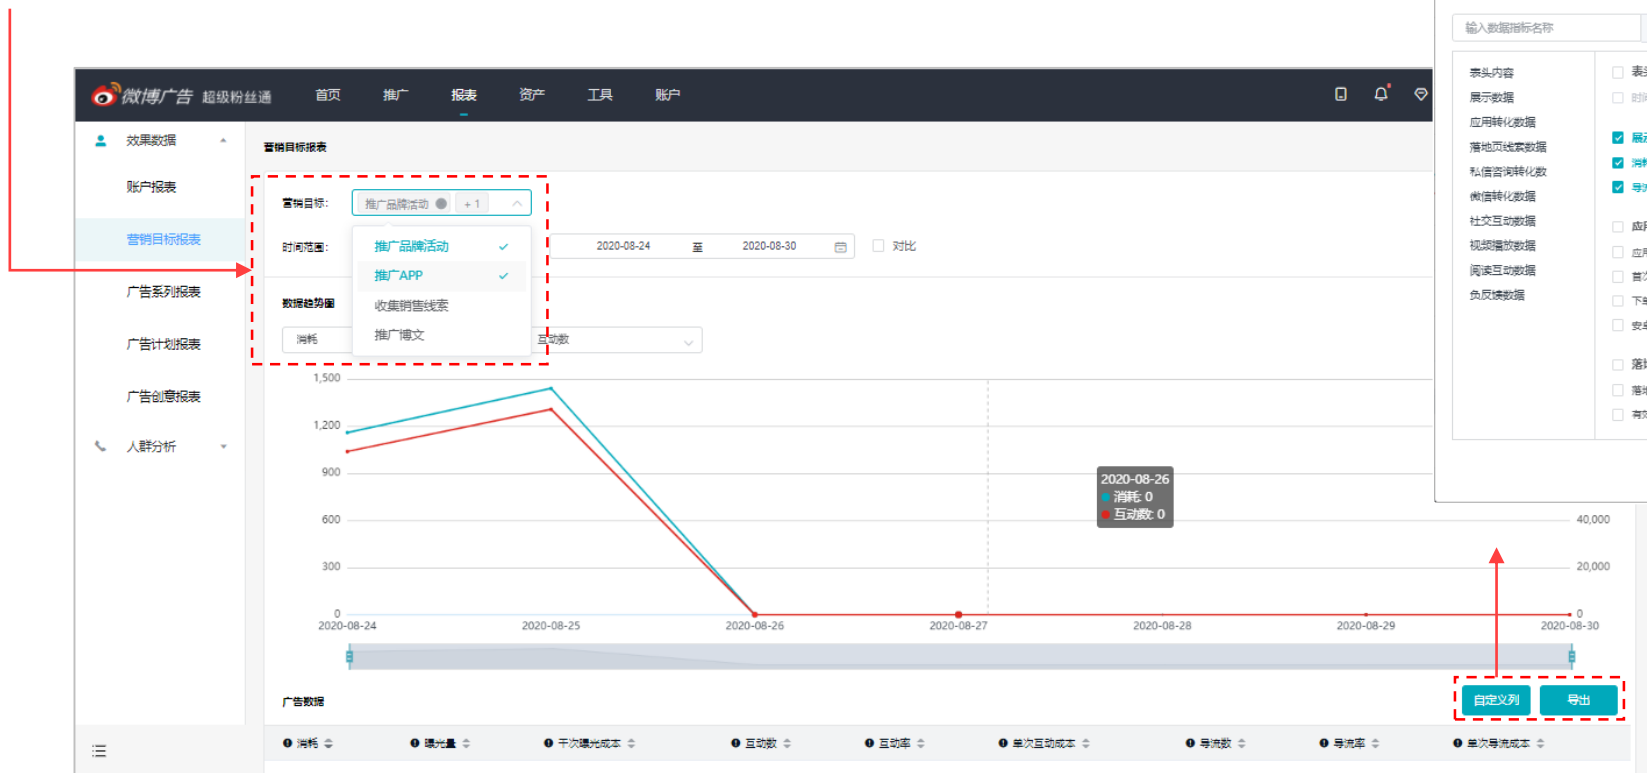 输入数据指标名称
表头内容
展示数据
应用转化数据
落地页线索数据
私信咨询转化数
微信转化数据
社交互动数据
视频播放数据
阅读互动数据
负反馈数据
微博广告 超级粉丝通 首页 推广 报表 资产 工具 账户
效果数据
账户报表
营销目标报表
广告系列报表
广告计划报表
广告创意报表
人群分析
营销目标报表
营销目标: 推广品牌活动 + 1
时间范围: 2020-08-24 至 2020-08-30 对比
推广品牌活动
推广APP
收集销售线索
推广博文
数据趋势图
消耗 互动数
1,500
1,200
900
600
300
0
40,000
20,000
0
2020-08-26
消耗: 0
互动数: 0
2020-08-24 2020-08-25 2020-08-26 2020-08-27 2020-08-28 2020-08-29 2020-08-30
广告数据 自定义列 导出
消耗 曝光量 千次曝光成本 互动数 互动率 单次互动成本 导流数 导流率 单次导流成本